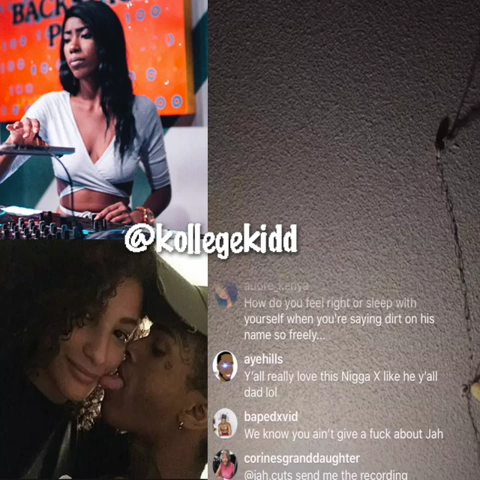 BACKS
P
@kollegekidd
audre_kenya
How do you feel right or sleep with
yourself when you're saying dirt on his
name so freely...
ayehills
Y'all really love this Nigga X like he y'all
dad lol
bapedxvid
We know you ain't give a fuck about Jah
corinesgranddaughter
@jah.cuts send me the recording